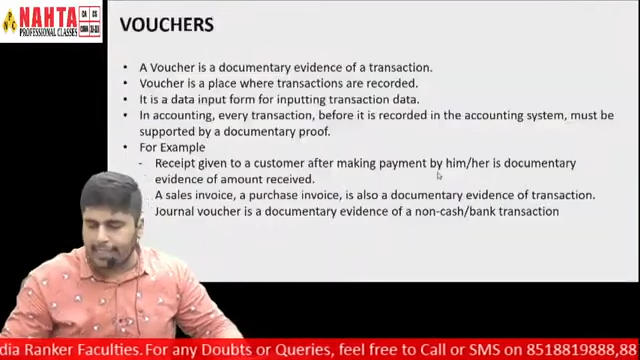 NAHTA
PROFESSIONAL CLASSES
CA CS
CMA XI-XII
VOUCHERS
• A Voucher is a documentary evidence of a transaction.
• Voucher is a place where transactions are recorded.
• It is a data input form for inputting transaction data.
• In accounting, every transaction, before it is recorded in the accounting system, must be
supported by a documentary proof.
• For Example
- Receipt given to a customer after making payment by him/her is documentary
evidence of amount received.
A sales invoice, a purchase invoice, is also a documentary evidence of transaction.
Journal voucher is a documentary evidence of a non-cash/bank transaction
dia Ranker Faculties. For any Doubts or Queries, feel free to Call or SMS on 8518819888,88